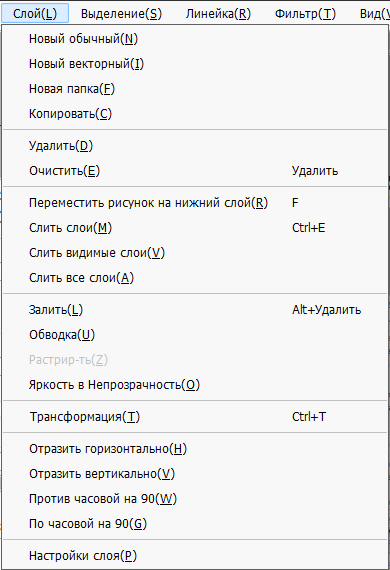 Слой(L) Выделение(S) Линейка(R) Фильтр(T) Вид(V
Новый обычный(N)
Новый векторный(I)
Новая папка(F)
Копировать(C)
Удалить(D)
Очистить(E) Удалить
Переместить рисунок на нижний слой(R) F
Слить слои(M) Ctrl+E
Слить видимые слои(V)
Слить все слои(A)
Залить(L) Alt+Удалить
Обводка(U)
Растрир-ть(Z)
Яркость в Непрозрачность(O)
Трансформация(T) Ctrl+T
Отразить горизонтально(H)
Отразить вертикально(V)
Против часовой на 90(W)
По часовой на 90(G)
Настройки слоя(P)